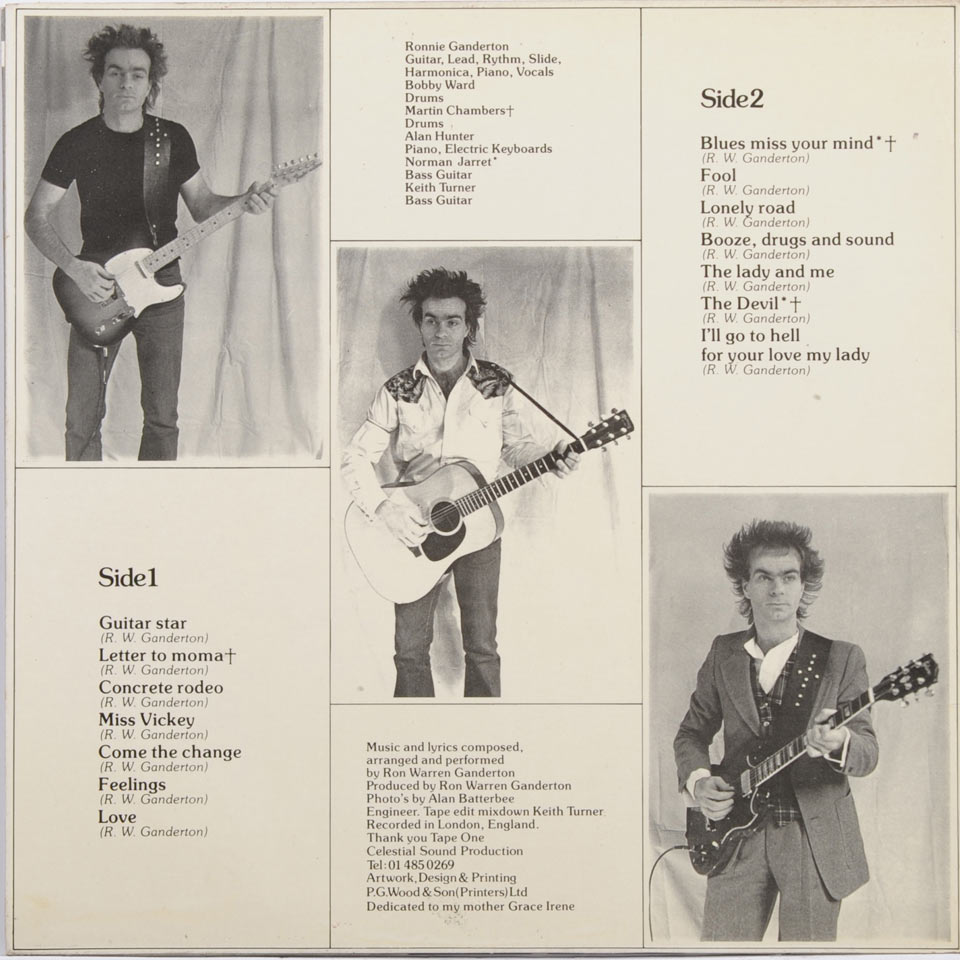 Ronnie Ganderton
Guitar, Lead, Rythm, Slide,
Harmonica, Piano, Vocals
Bobby Ward
Drums
Martin Chambers†
Drums
Alan Hunter
Piano, Electric Keyboards
Norman Jarret*
Bass Guitar
Keith Turner
Bass Guitar
Side1
Guitar star
(R. W. Ganderton)
Letter to moma†
(R. W. Ganderton)
Concrete rodeo
(R. W. Ganderton)
Miss Vickey
(R. W. Ganderton)
Come the change
(R. W. Ganderton)
Feelings
(R. W. Ganderton)
Love
(R. W. Ganderton)
Side2
Blues miss your mind*†
(R. W. Ganderton)
Fool
(R. W. Ganderton)
Lonely road
(R. W. Ganderton)
Booze, drugs and sound
(R. W. Ganderton)
The lady and me
(R. W. Ganderton)
The Devil*†
(R. W. Ganderton)
I'll go to hell
for your love my lady
(R. W. Ganderton)
Music and lyrics composed,
arranged and performed
by Ron Warren Ganderton
Produced by Ron Warren Ganderton
Photo's by Alan Batterbee
Engineer. Tape edit mixdown Keith Turner
Recorded in London, England.
Thank you Tape One
Celestial Sound Production
Tel: 01 485 0269
Artwork, Design & Printing
P.G. Wood & Son (Printers) Ltd
Dedicated to my mother Grace Irene